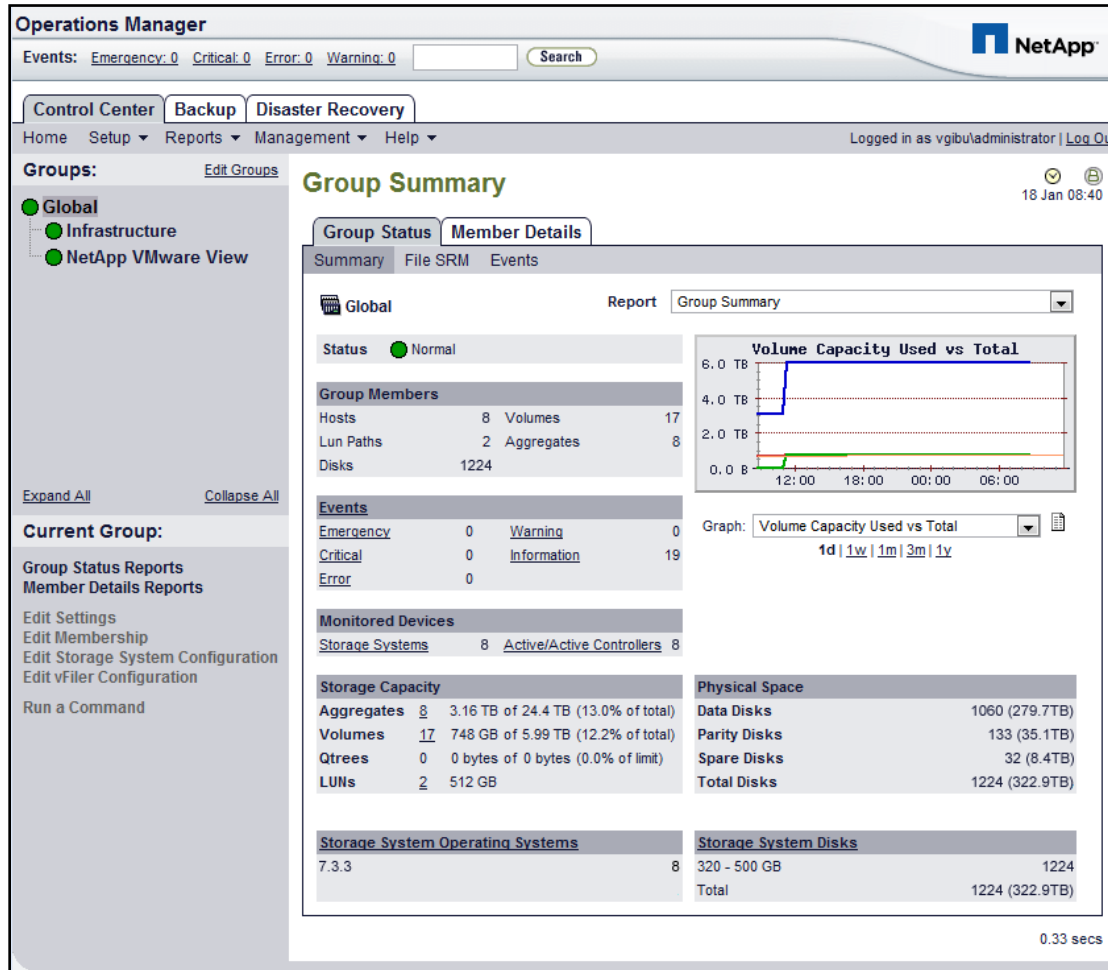 Operations Manager
Events: Emergency: 0 Critical: 0 Error: 0 Warning: 0 Search
NetApp
Control Center Backup Disaster Recovery
Home Setup Reports Management Help Logged in as vgibu\administrator |
Groups: Edit Groups
Global
Infrastructure
NetApp VMware View
Expand All Collapse All
Current Group:
Group Status Reports
Member Details Reports
Edit Settings
Edit Membership
Edit Storage System Configuration
Edit vFiler Configuration
Run a Command
Group Summary
18 Jan 08:40
Group Status Member Details
Summary File SRM Events
Global Report Group Summary
Status Normal
Group Members
Hosts 8 Volumes 17
Lun Paths 2 Aggregates 8
Disks 1224
Volume Capacity Used vs Total
6.0 TB
4.0 TB
2.0 TB
0.0 B
12:00 18:00 00:00 06:00
Graph: Volume Capacity Used vs Total
1d | 1w | 1m | 3m | 1y
Events
Emergency 0 Warning 0
Critical 0 Information 19
Error 0
Monitored Devices
Storage Systems 8 Active/Active Controllers 8
Storage Capacity
Aggregates 8 3.16 TB of 24.4 TB (13.0% of total)
Volumes 17 748 GB of 5.99 TB (12.2% of total)
Qtrees 0 0 bytes of 0 bytes (0.0% of limit)
LUNs 2 512 GB
Physical Space
Data Disks 1060 (279.7TB)
Parity Disks 133 (35.1TB)
Spare Disks 32 (8.4TB)
Total Disks 1224 (322.9TB)
Storage System Operating Systems
7.3.3 8
Storage System Disks
320 - 500 GB 1224
Total 1224 (322.9TB)
0.33 secs